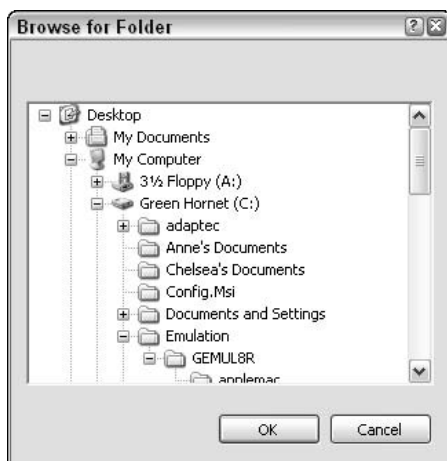 Browse for Folder
Desktop
My Documents
My Computer
3½ Floppy (A:)
Green Hornet (C:)
adaptec
Anne's Documents
Chelsea's Documents
Config.Msi
Documents and Settings
Emulation
GEMUL8R
applemac
OK
Cancel